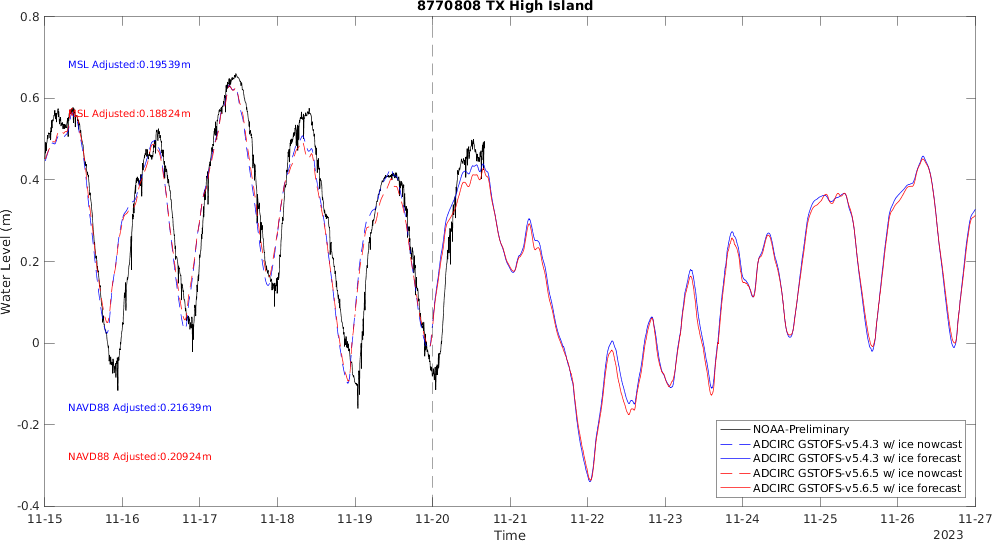 8770808 TX High Island
0.8
0.6
0.4
0.2
0
-0.2
-0.4
Water Level (m)
MSL Adjusted:0.19539m
MSL Adjusted:0.18824m
NAVD88 Adjusted:0.21639m
NAVD88 Adjusted:0.20924m
NOAA-Preliminary
ADCIRC GSTOFS-v5.4.3 w/ ice nowcast
ADCIRC GSTOFS-v5.4.3 w/ ice forecast
ADCIRC GSTOFS-v5.6.5 w/ ice nowcast
ADCIRC GSTOFS-v5.6.5 w/ ice forecast
11-15 11-16 11-17 11-18 11-19 11-20 11-21 11-22 11-23 11-24 11-25 11-26 11-27
Time
2023